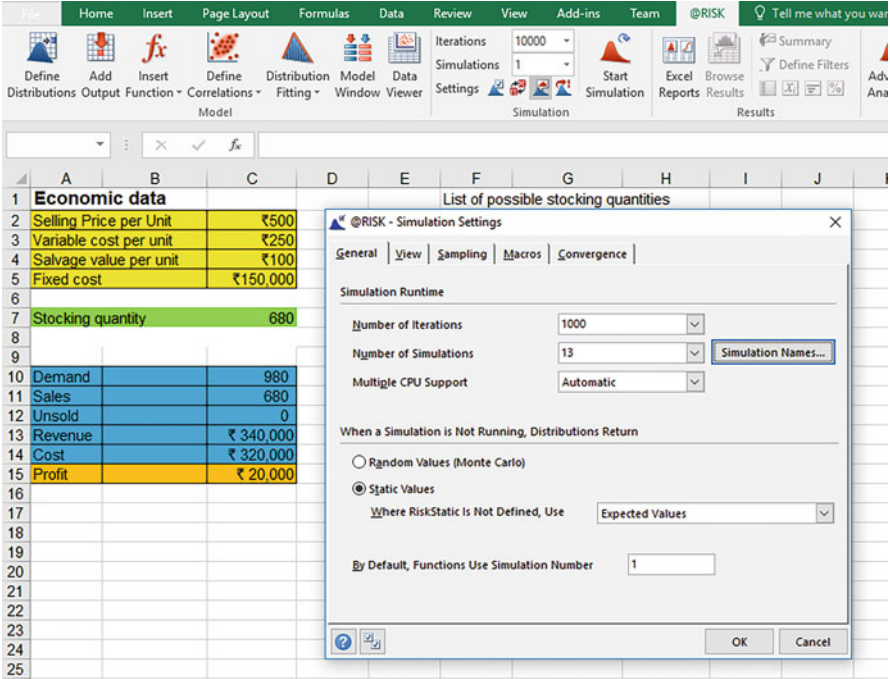 File Home Insert Page Layout Formulas Data Review View Add-ins Team @RISK Tell me what you wan
Define Distributions
Add Output
Insert Function
Define Correlations
Distribution Fitting
Model Window
Data Viewer
Model
Iterations 10000
Simulations 1
Settings
Start Simulation
Simulation
Excel Reports
Browse Results
Summary
Define Filters
Results
Adv
Ana
fx
A B C D E F G H I J
1 Economic data List of possible stocking quantities
2 Selling Price per Unit ₹500
3 Variable cost per unit ₹250
4 Salvage value per unit ₹100
5 Fixed cost ₹150,000
6
7 Stocking quantity 680
8
9
10 Demand 980
11 Sales 680
12 Unsold 0
13 Revenue ₹ 340,000
14 Cost ₹ 320,000
15 Profit ₹ 20,000
16
17
18
19
20
21
22
23
24
25
@RISK - Simulation Settings
General View Sampling Macros Convergence
Simulation Runtime
Number of Iterations 1000
Number of Simulations 13 Simulation Names...
Multiple CPU Support Automatic
When a Simulation is Not Running, Distributions Return
Random Values (Monte Carlo)
Static Values
Where RiskStatic Is Not Defined, Use Expected Values
By Default, Functions Use Simulation Number 1
OK Cancel